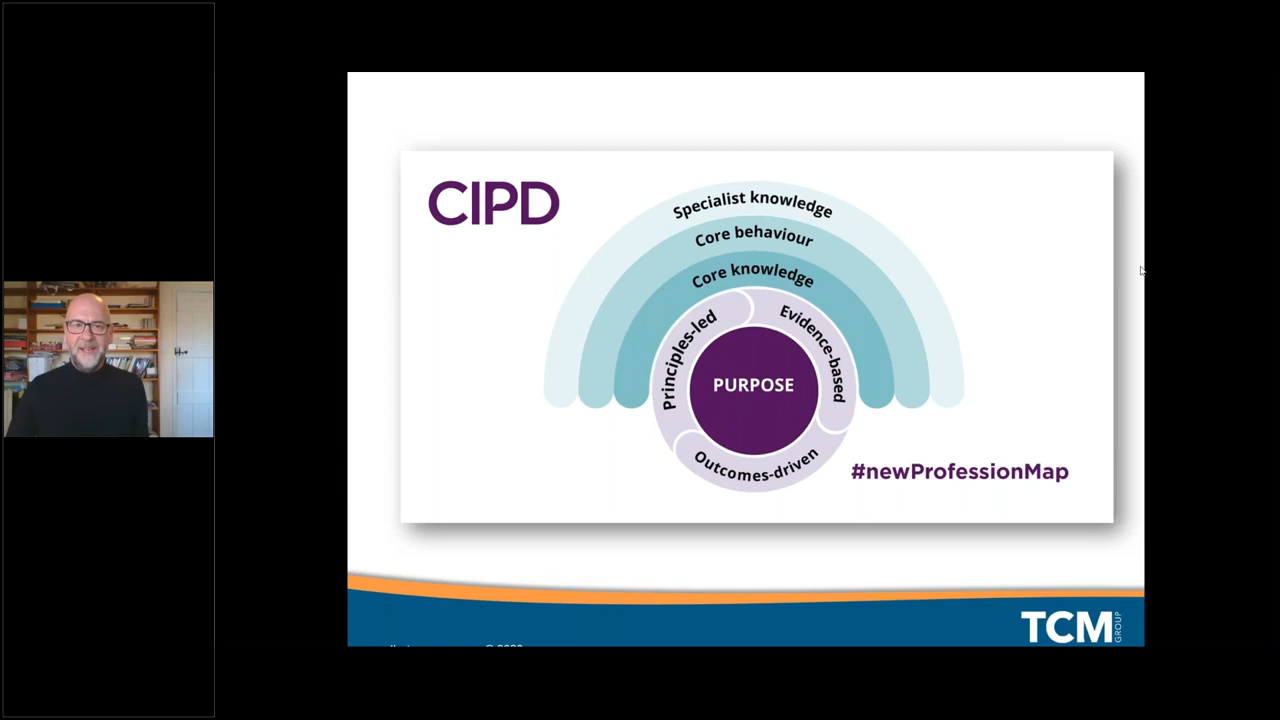 CIPD
Specialist knowledge
Core behaviour
Core knowledge
Principles-led
Evidence-based
PURPOSE
Outcomes-driven
#newProfessionMap
TCM GROUP